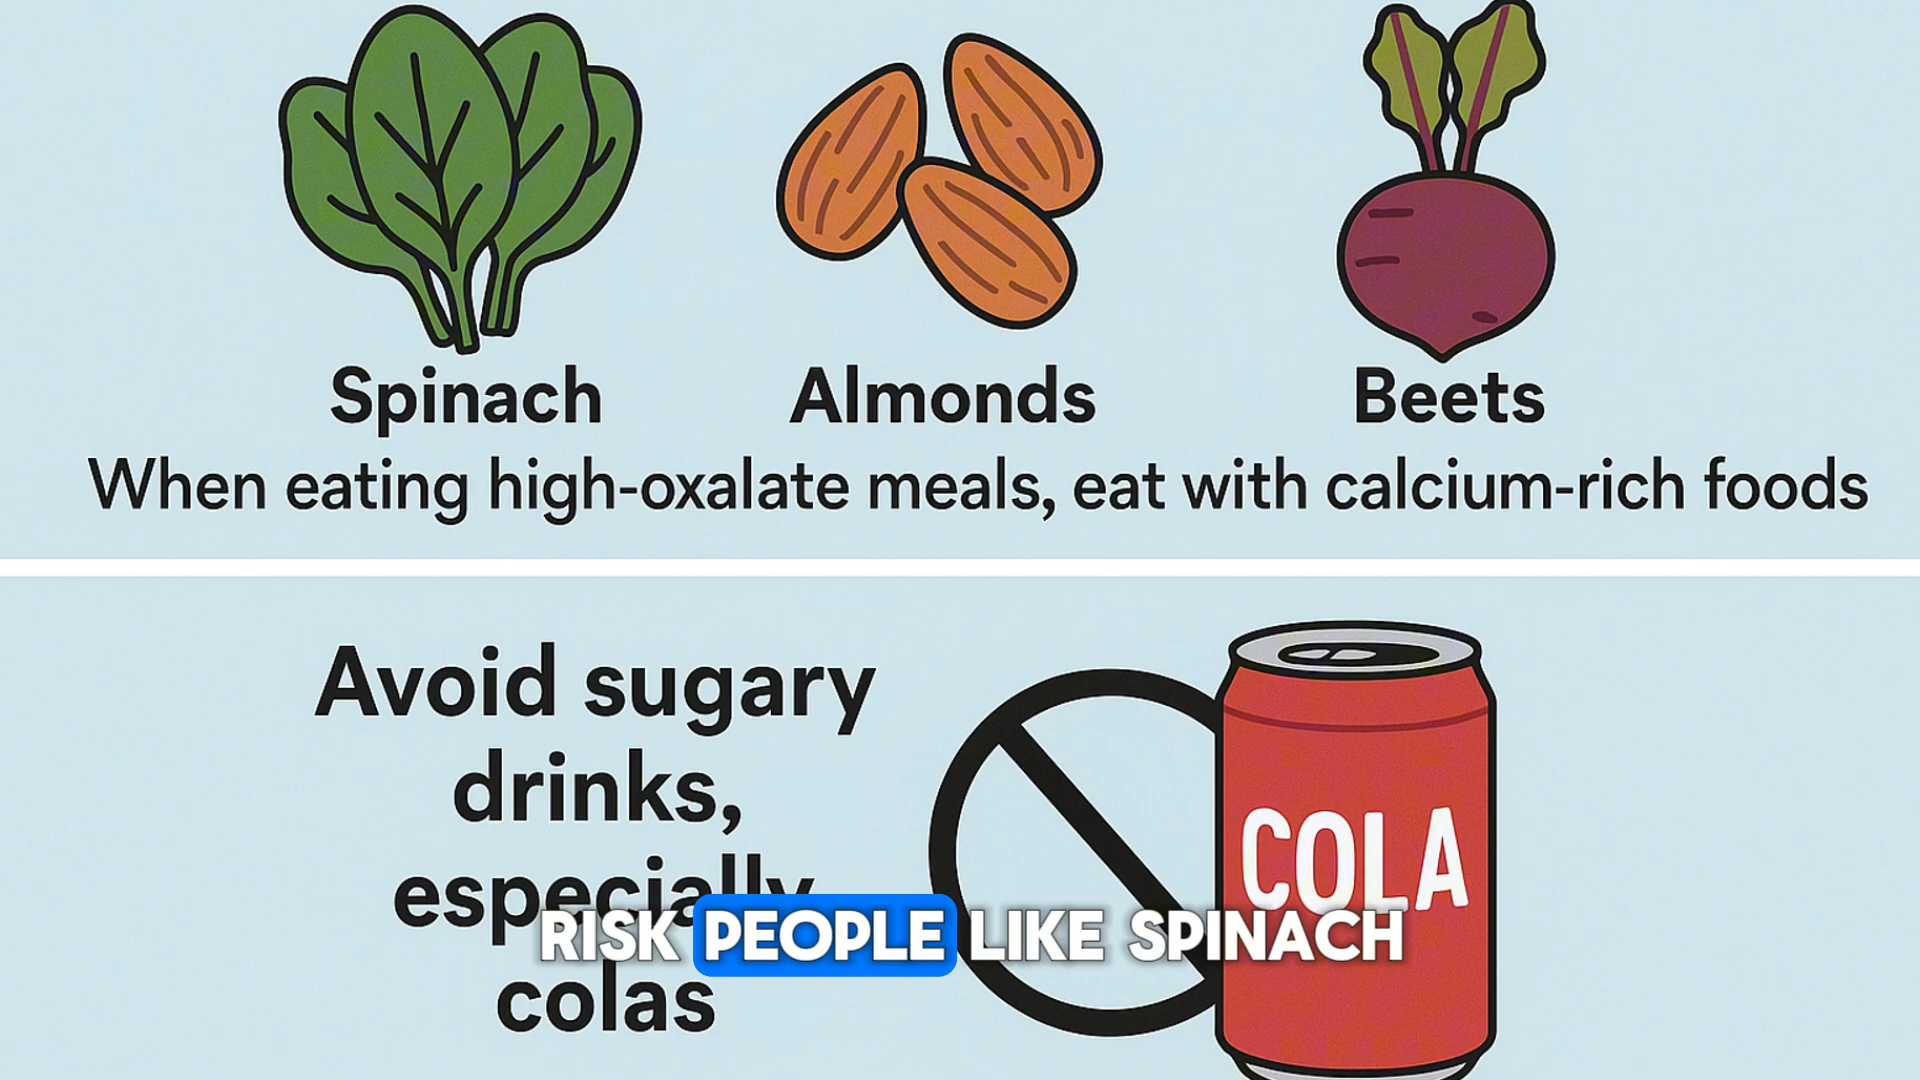 Spinach
Almonds
Beets
When eating high-oxalate meals, eat with calcium-rich foods
Avoid sugary
drinks,
especially
colas
COLA
RISK PEOPLE LIKE SPINACH